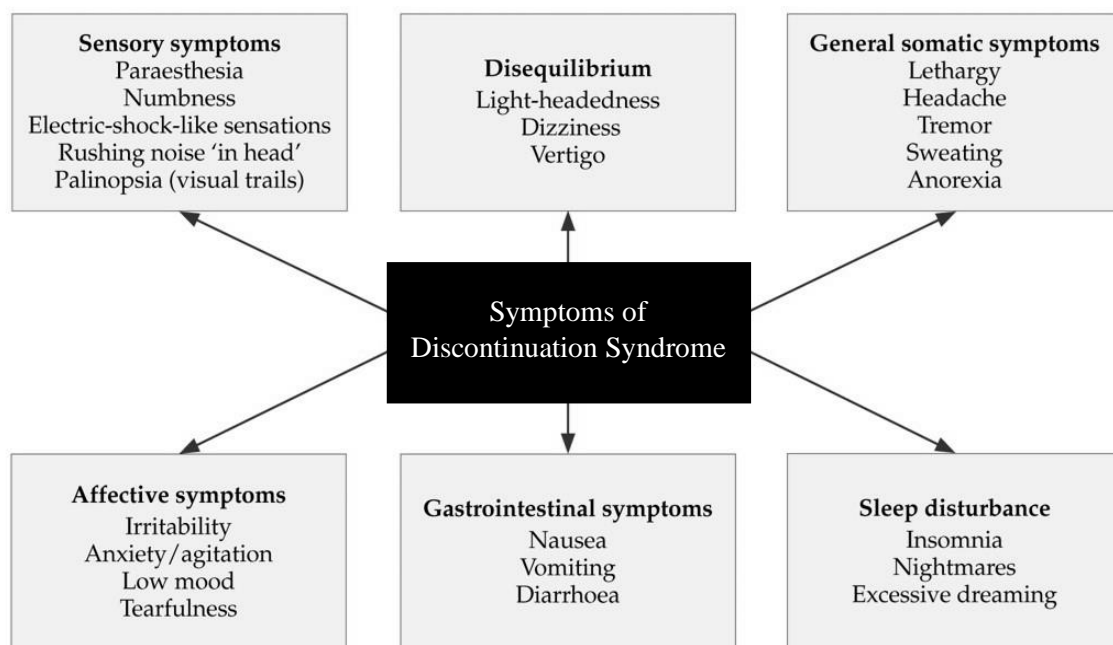 Sensory symptoms
Paraesthesia
Numbness
Electric-shock-like sensations
Rushing noise ‘in head’
Palinopsia (visual trails)
Disequilibrium
Light-headedness
Dizziness
Vertigo
General somatic symptoms
Lethargy
Headache
Tremor
Sweating
Anorexia
Symptoms of
Discontinuation Syndrome
Affective symptoms
Irritability
Anxiety/agitation
Low mood
Tearfulness
Gastrointestinal symptoms
Nausea
Vomiting
Diarrhoea
Sleep disturbance
Insomnia
Nightmares
Excessive dreaming